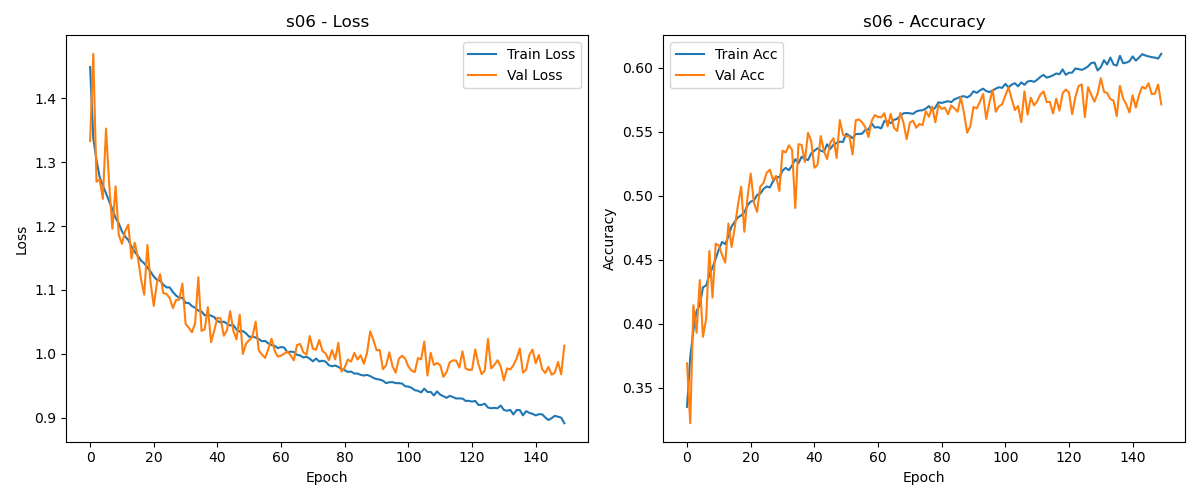 s06 - Loss
Train Loss
Val Loss
1.4
1.3
1.2
1.1
1.0
0.9
Loss
0 20 40 60 80 100 120 140
Epoch
s06 - Accuracy
Train Acc
Val Acc
0.60
0.55
0.50
0.45
0.40
0.35
Accuracy
0 20 40 60 80 100 120 140
Epoch